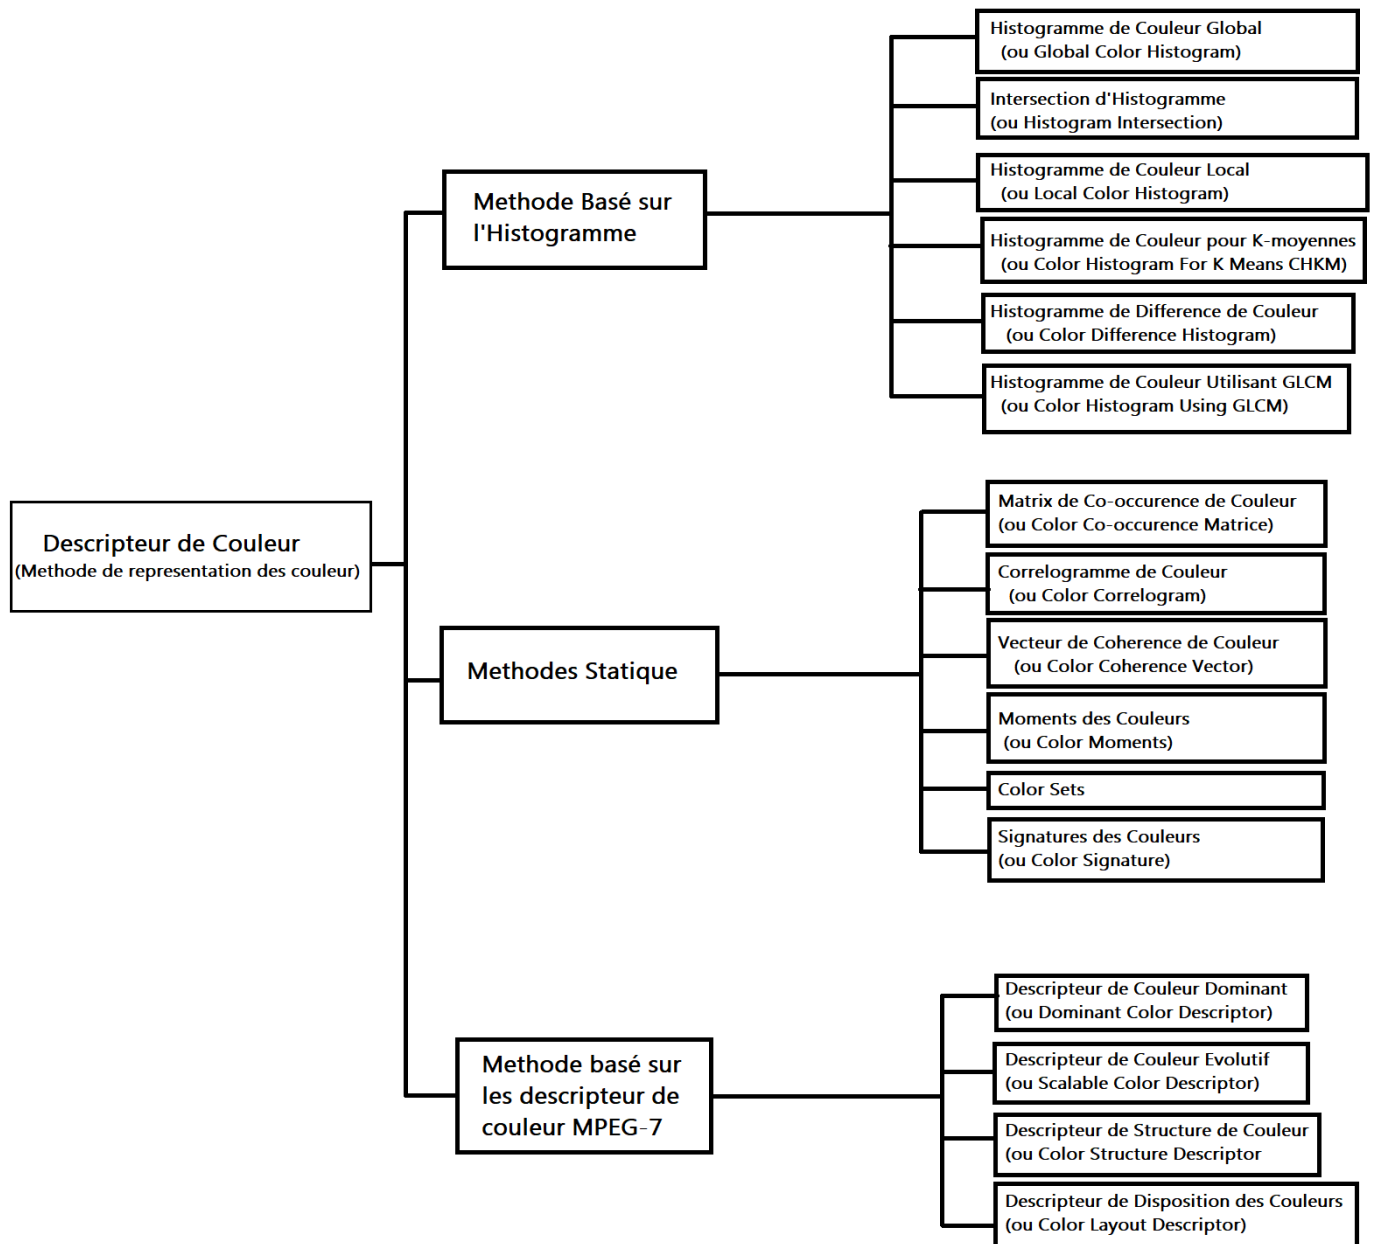 Histogramme de Couleur Global
(ou Global Color Histogram)
Intersection d'Histogramme
(ou Histogram Intersection)
Histogramme de Couleur Local
(ou Local Color Histogram)
Histogramme de Couleur pour K-moyennes
(ou Color Histogram For K Means CHKM)
Histogramme de Difference de Couleur
(ou Color Difference Histogram)
Histogramme de Couleur Utilisant GLCM
(ou Color Histogram Using GLCM)
Methode Basé sur
l'Histogramme
Descripteur de Couleur
(Methode de representation des couleur)
Methodes Statique
Matrix de Co-occurence de Couleur
(ou Color Co-occurence Matrice)
Correlogramme de Couleur
(ou Color Correlogram)
Vecteur de Coherence de Couleur
(ou Color Coherence Vector)
Moments des Couleurs
(ou Color Moments)
Color Sets
Signatures des Couleurs
(ou Color Signature)
Methode basé sur
les descripteur de
couleur MPEG-7
Descripteur de Couleur Dominant
(ou Dominant Color Descriptor)
Descripteur de Couleur Evolutif
(ou Scalable Color Descriptor)
Descripteur de Structure de Couleur
(ou Color Structure Descriptor
Descripteur de Disposition des Couleurs
(ou Color Layout Descriptor)